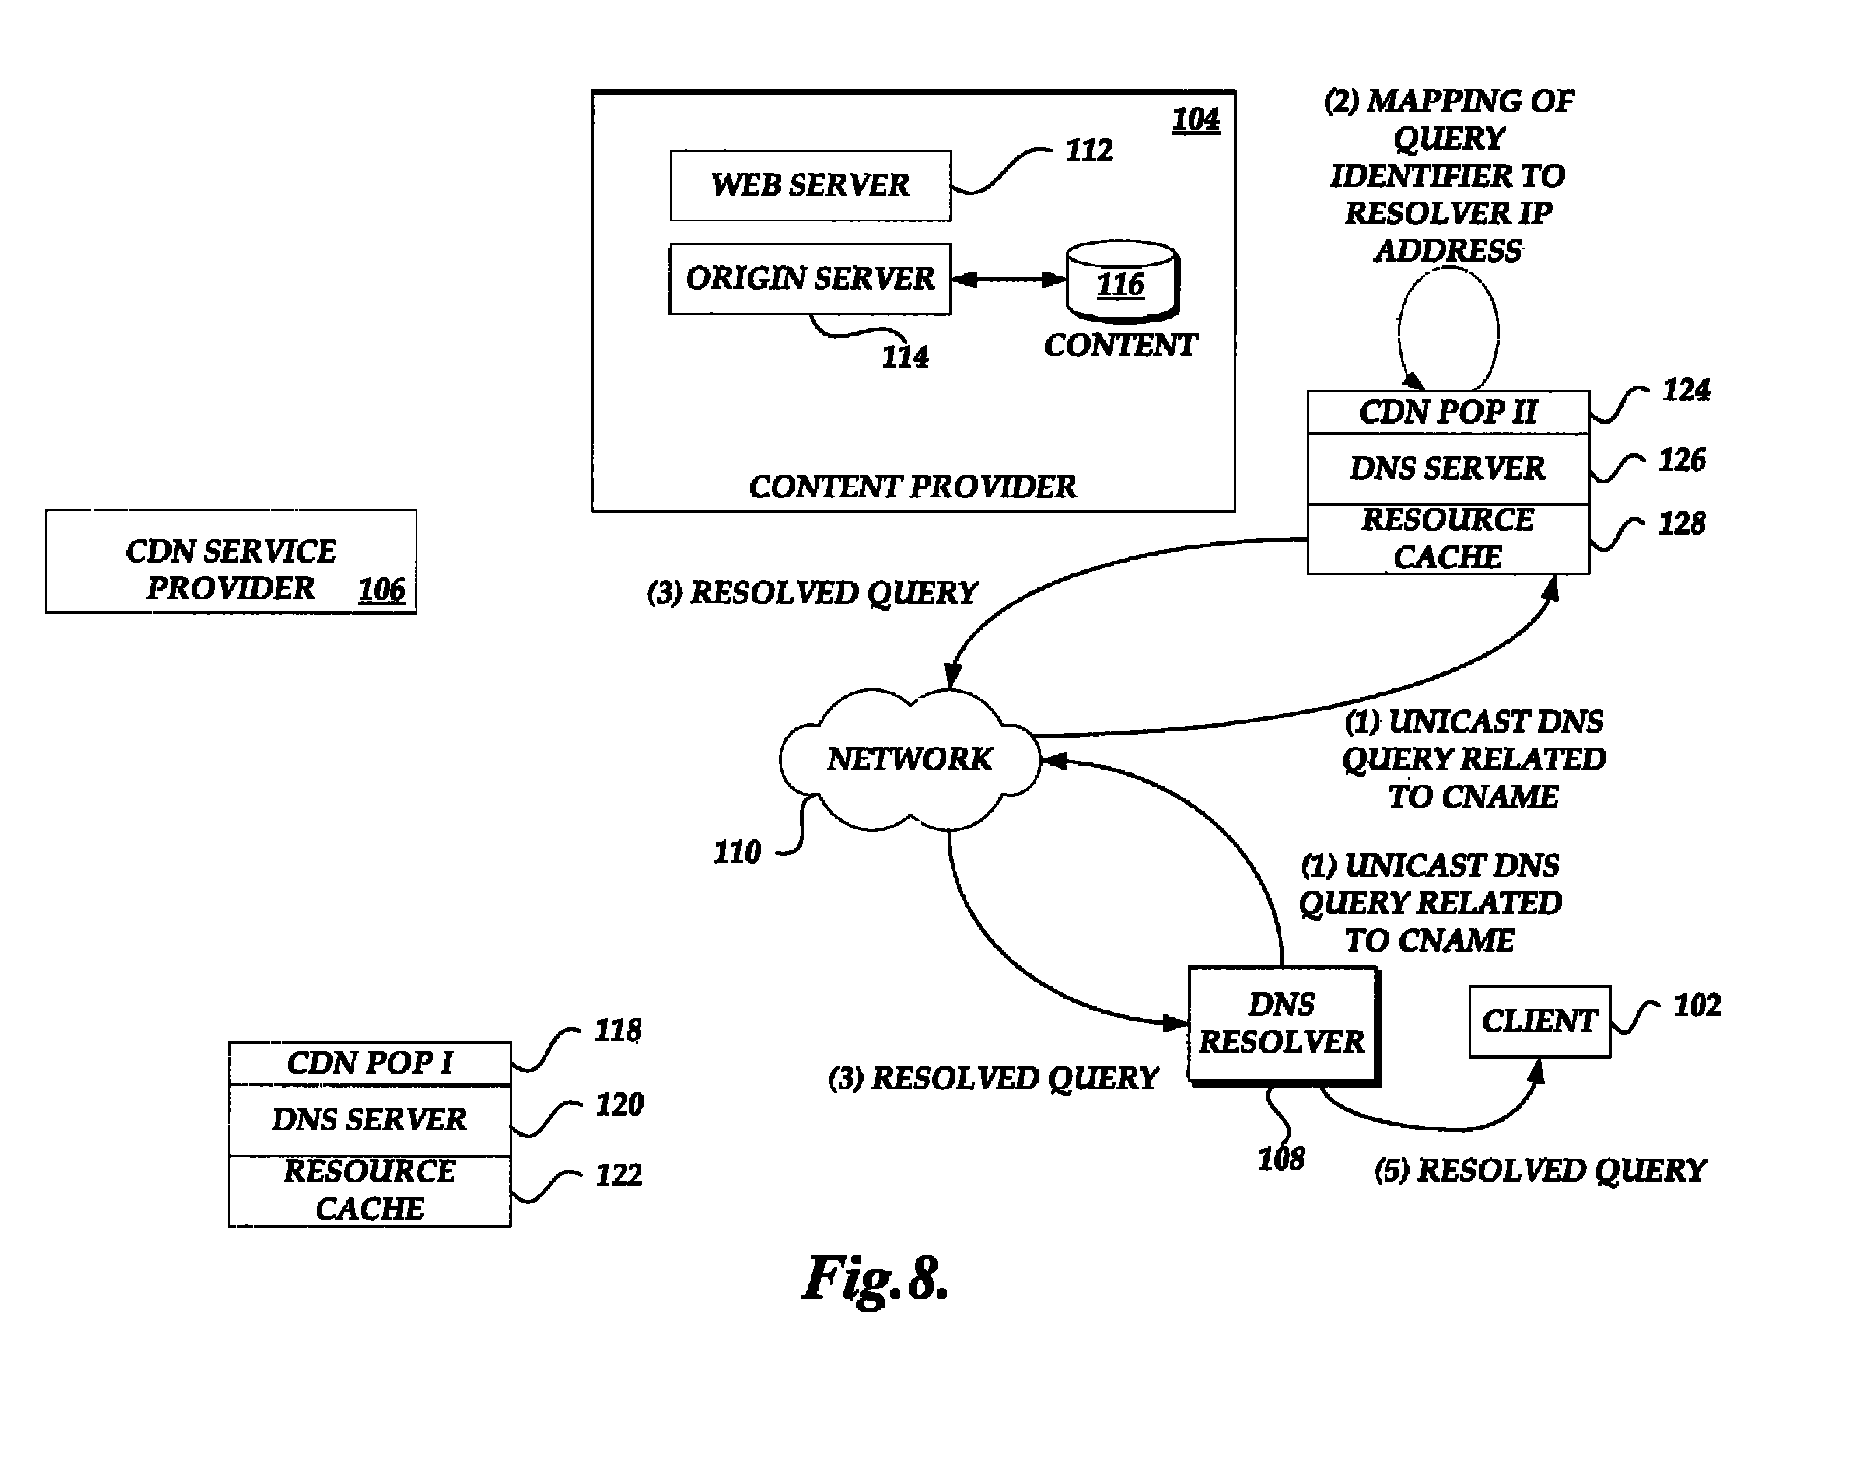 104
WEB SERVER
112
ORIGIN SERVER
114
116
CONTENT
CONTENT PROVIDER
(2) MAPPING OF
QUERY
IDENTIFIER TO
RESOLVER IP
ADDRESS
CDN POP II
124
DNS SERVER
126
RESOURCE
CACHE
128
CDN SERVICE
PROVIDER 106
(3) RESOLVED QUERY
NETWORK
110
(1) UNICAST DNS
QUERY RELATED
TO CNAME
(1) UNICAST DNS
QUERY RELATED
TO CNAME
DNS
RESOLVER
108
CLIENT
102
(3) RESOLVED QUERY
(5) RESOLVED QUERY
CDN POP I
118
DNS SERVER
120
RESOURCE
CACHE
122
Fig.8.